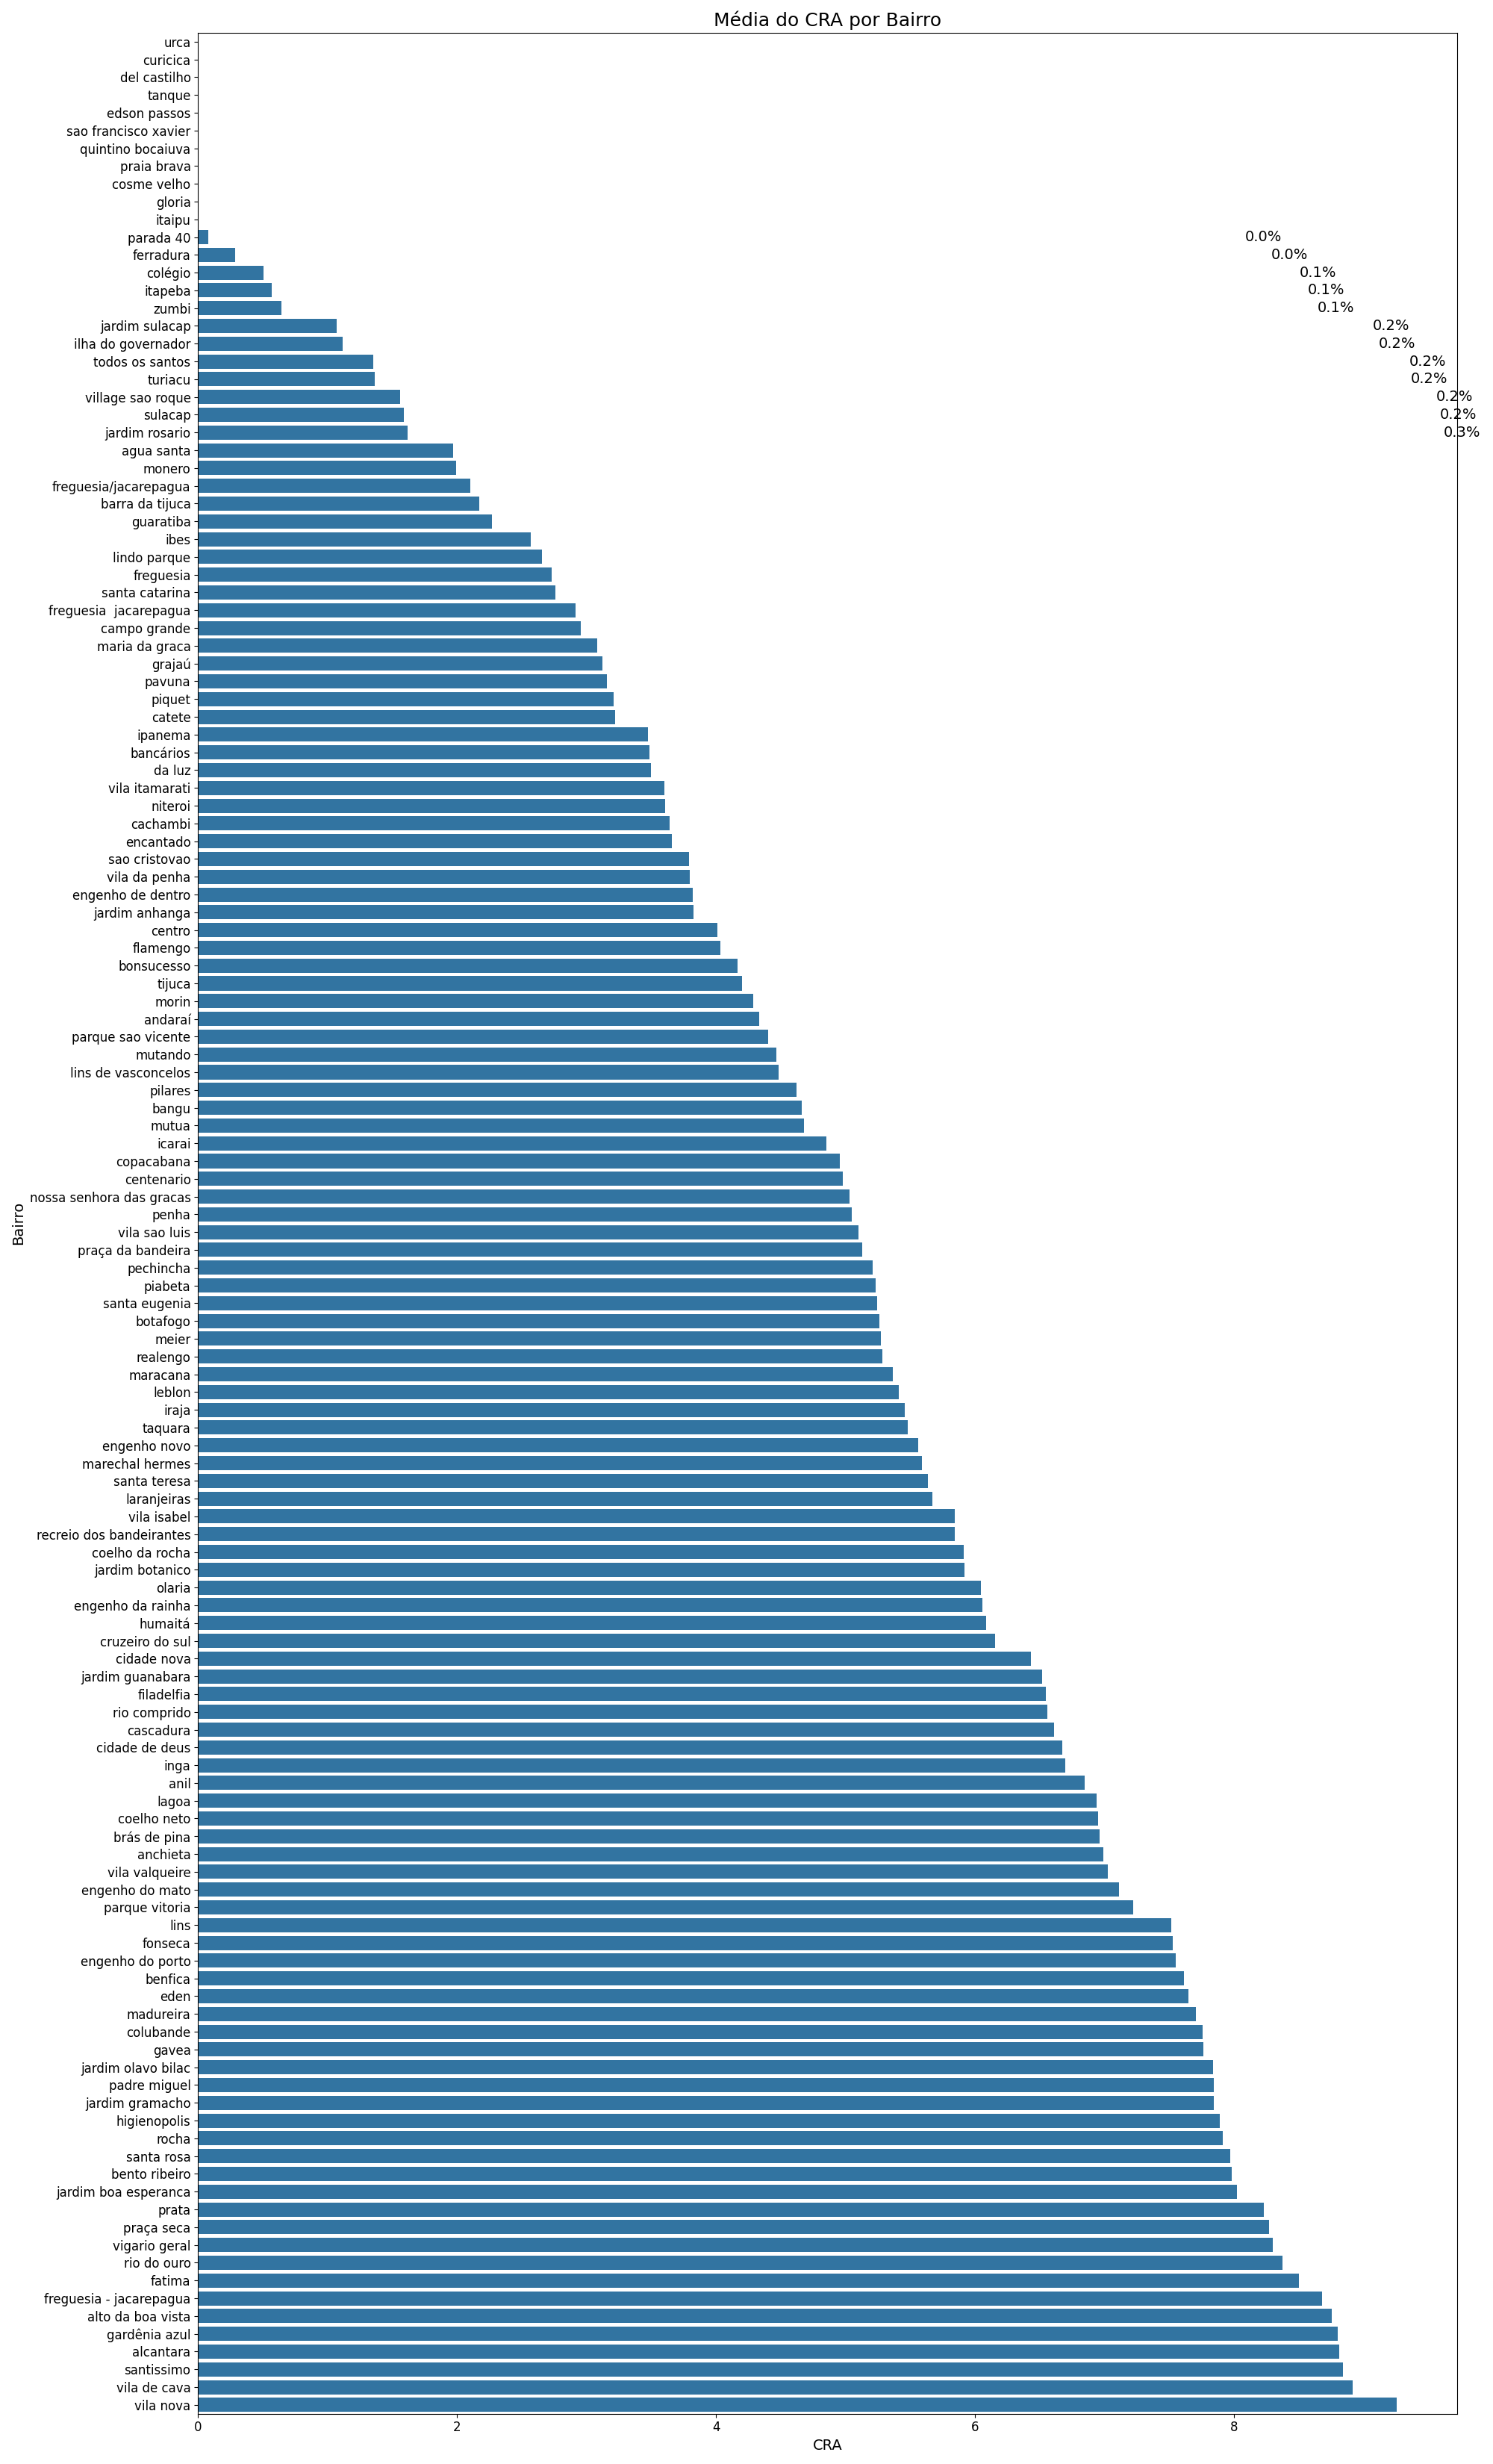 Média do CRA por Bairro
urca
curicica
del castilho
tanque
edson passos
sao francisco xavier
quintino bocaiuva
praia brava
cosme velho
gloria
itaipu
parada 40 0.0%
ferradura 0.0%
colégio 0.1%
itapeba 0.1%
zumbi 0.1%
jardim sulacap 0.2%
ilha do governador 0.2%
todos os santos 0.2%
turiacu 0.2%
village sao roque 0.2%
sulacap 0.2%
jardim rosario 0.3%
agua santa
monero
freguesia/jacarepagua
barra da tijuca
guaratiba
ibes
lindo parque
freguesia
santa catarina
freguesia  jacarepagua
campo grande
maria da graca
grajaú
pavuna
piquet
catete
ipanema
bancários
da luz
vila itamarati
niteroi
cachambi
encantado
sao cristovao
vila da penha
engenho de dentro
jardim anhanga
centro
flamengo
bonsucesso
tijuca
morin
andaraí
parque sao vicente
mutando
lins de vasconcelos
pilares
bangu
mutua
icarai
copacabana
centenario
nossa senhora das gracas
penha
vila sao luis
praça da bandeira
pechincha
piabeta
santa eugenia
botafogo
meier
realengo
maracana
leblon
iraja
taquara
engenho novo
marechal hermes
santa teresa
laranjeiras
vila isabel
recreio dos bandeirantes
coelho da rocha
jardim botanico
olaria
engenho da rainha
humaitá
cruzeiro do sul
cidade nova
jardim guanabara
filadelfia
rio comprido
cascadura
cidade de deus
inga
anil
lagoa
coelho neto
brás de pina
anchieta
vila valqueire
engenho do mato
parque vitoria
lins
fonseca
engenho do porto
benfica
eden
madureira
colubande
gavea
jardim olavo bilac
padre miguel
jardim gramacho
higienopolis
rocha
santa rosa
bento ribeiro
jardim boa esperanca
prata
praça seca
vigario geral
rio do ouro
fatima
freguesia - jacarepagua
alto da boa vista
gardênia azul
alcantara
santissimo
vila de cava
vila nova
Bairro
0 2 4 6 8
CRA